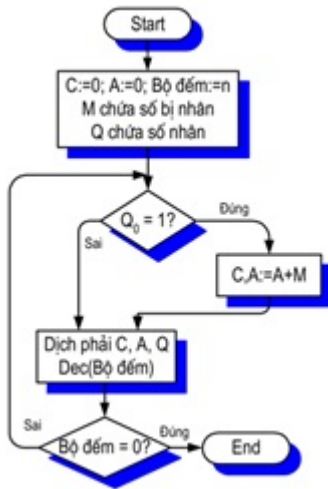 Start
C:=0; A:=0; Bộ đếm:=n
M chứa số bị nhân
Q chứa số nhân
Q₀ = 1?
Đúng
Sai
C,A:=A+M
Dịch phải C, A, Q
Dec(Bộ đếm)
Sai
Bộ đếm = 0?
Đúng
End